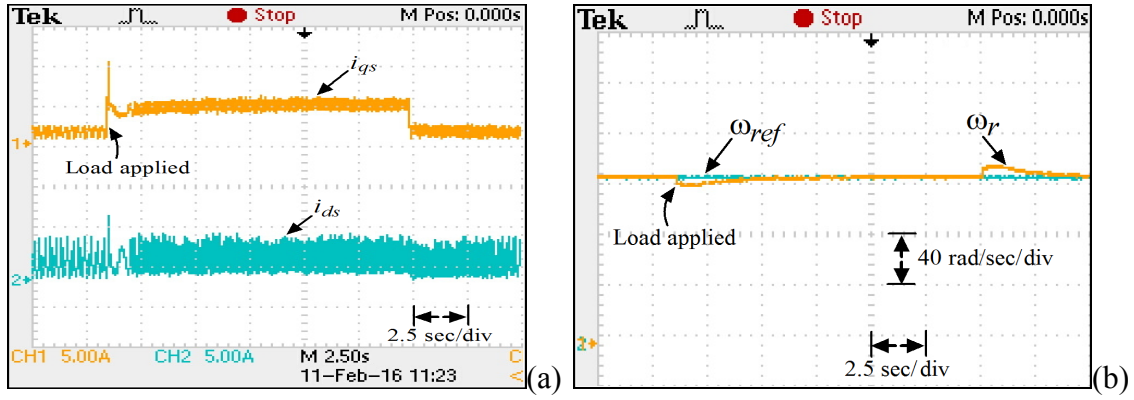 Tek Stop M Pos: 0.000s
iqs
1
Load applied
ids
2
2.5 sec/div
CH1 5.00A CH2 5.00A M 2.50s C
11-Feb-16 11:23 <
(a)
Tek Stop M Pos: 0.000s
ωref
ωr
Load applied
40 rad/sec/div
2.5 sec/div
(b)